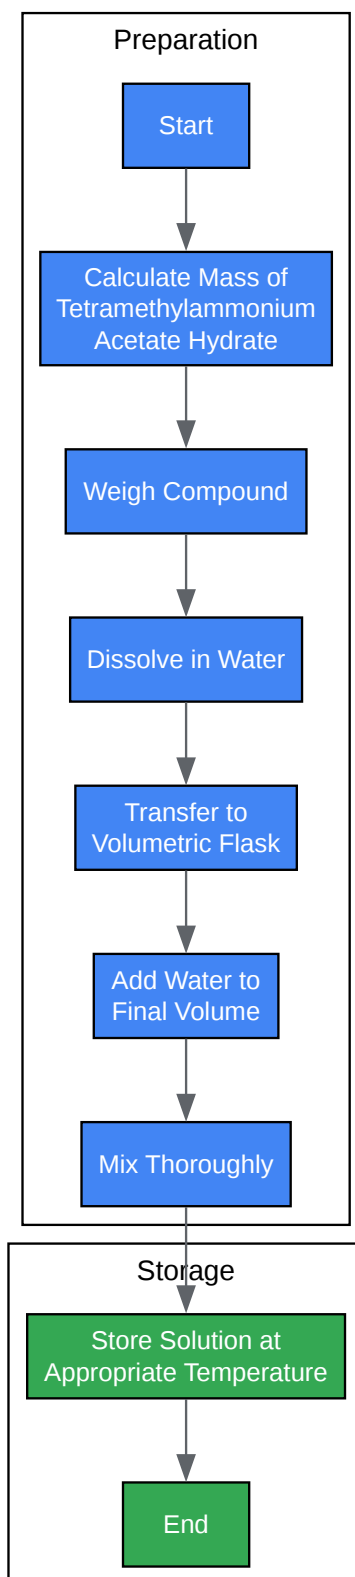 Preparation
Start
Calculate Mass of
Tetramethylammonium
Acetate Hydrate
Weigh Compound
Dissolve in Water
Transfer to
Volumetric Flask
Add Water to
Final Volume
Mix Thoroughly
Storage
Store Solution at
Appropriate Temperature
End